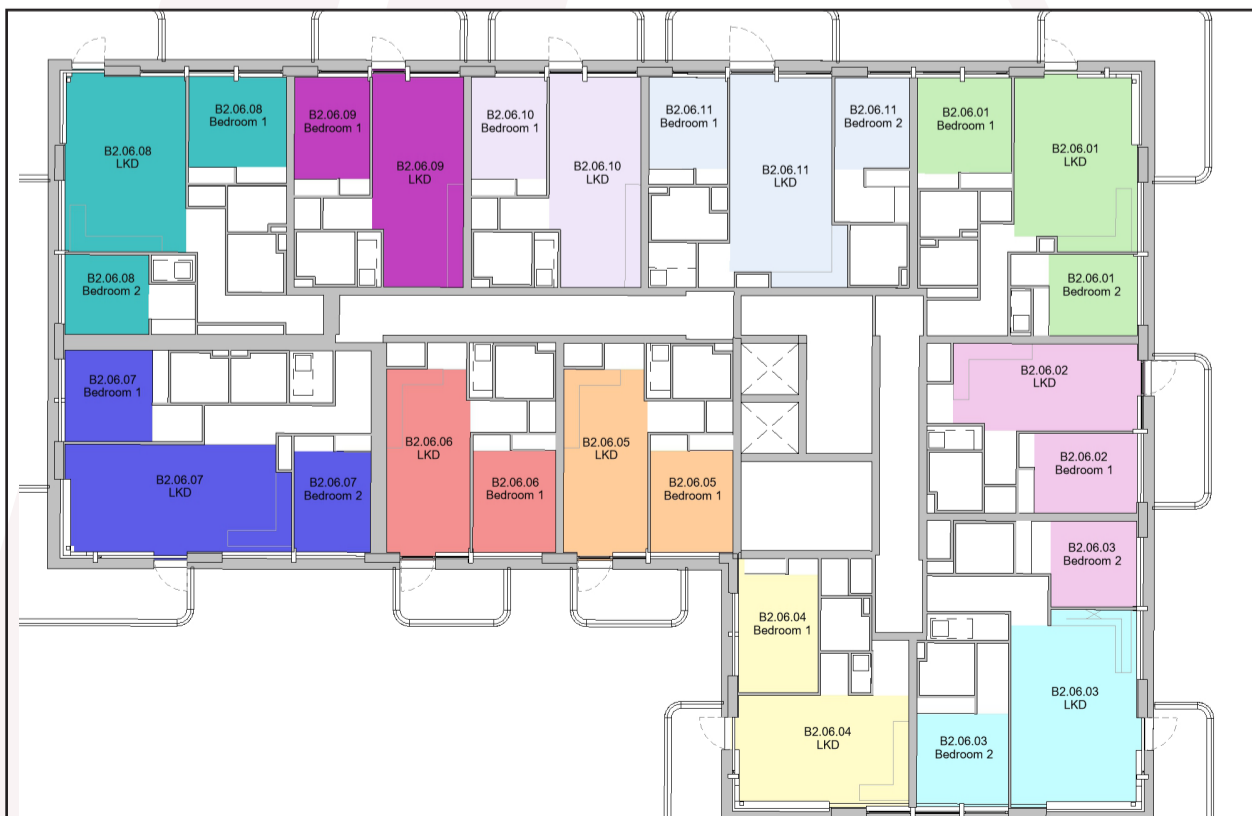 B2.06.08
LKD
B2.06.08
Bedroom 1
B2.06.09
Bedroom 1
B2.06.09
LKD
B2.06.10
Bedroom 1
B2.06.10
LKD
B2.06.11
Bedroom 1
B2.06.11
LKD
B2.06.11
Bedroom 2
B2.06.01
Bedroom 1
B2.06.01
LKD
B2.06.08
Bedroom 2
B2.06.01
Bedroom 2
B2.06.07
Bedroom 1
B2.06.02
LKD
B2.06.06
LKD
B2.06.05
LKD
B2.06.02
Bedroom 1
B2.06.07
LKD
B2.06.07
Bedroom 2
B2.06.06
Bedroom 1
B2.06.05
Bedroom 1
B2.06.03
Bedroom 2
B2.06.04
Bedroom 1
B2.06.03
LKD
B2.06.04
LKD
B2.06.03
Bedroom 2